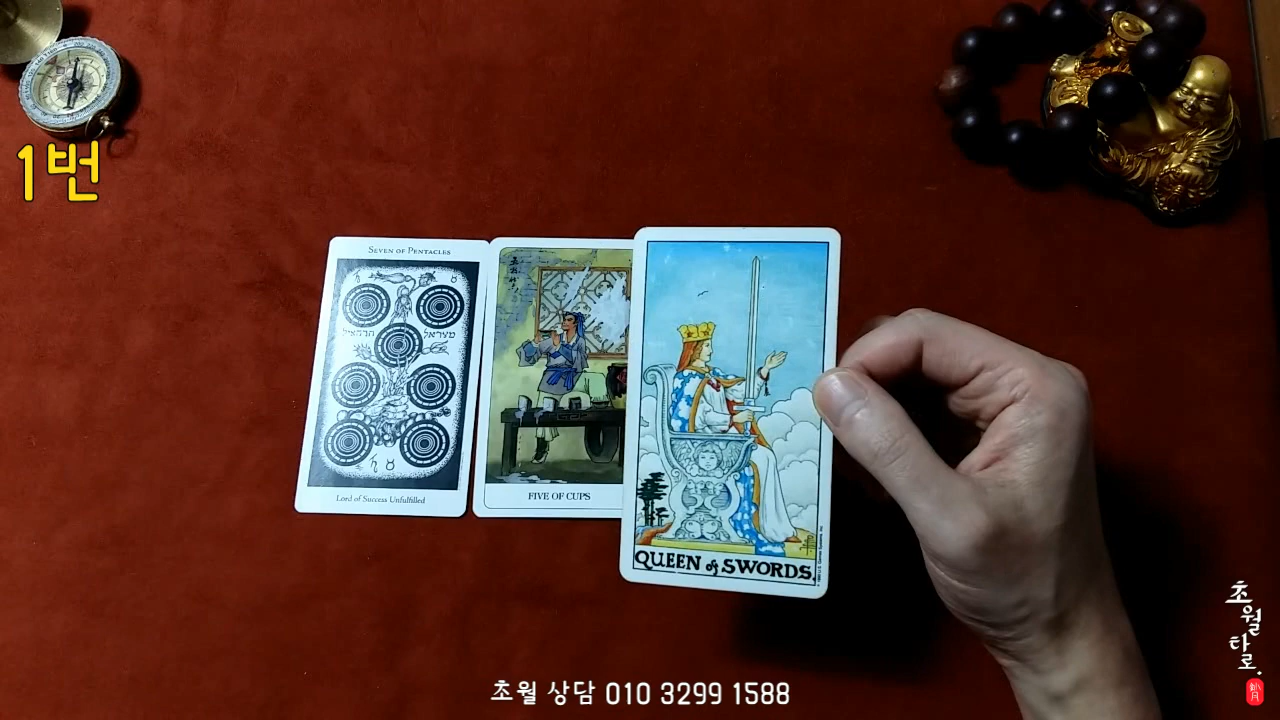 1번
SEVEN OF PENTACLES
Lord of Success Unfulfilled
FIVE OF CUPS
QUEEN of SWORDS.
초월 상담 010 3299 1588
초월
타로.